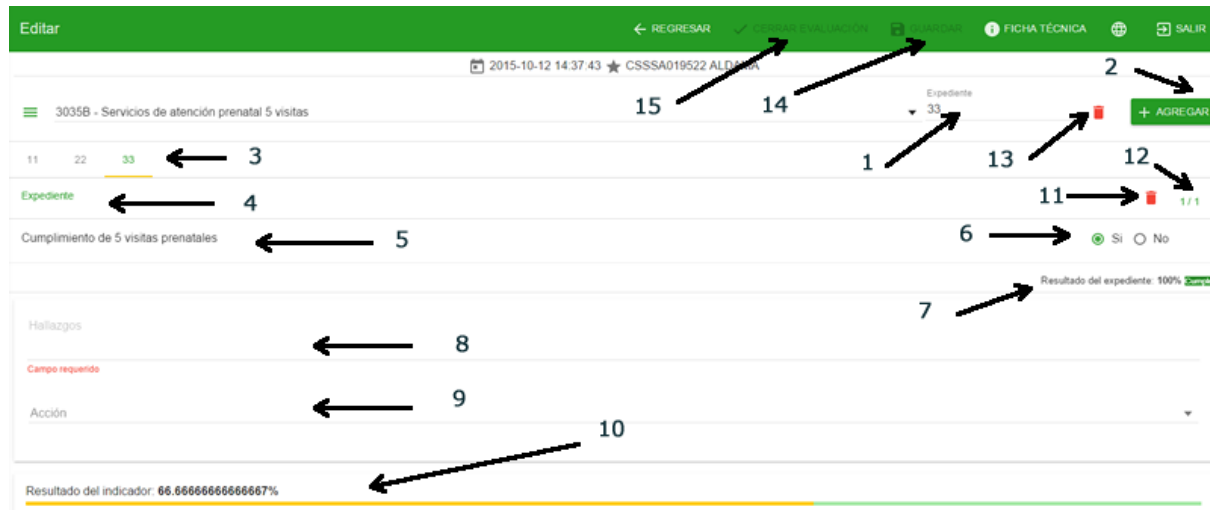 Editar REGRESAR CERRAR EVALUACIÓN GUARDAR FICHA TÉCNICA SALIR
2015-10-12 14:37:43 CSSSA019522 ALDAMA
2
15 14 Expediente
3035B - Servicios de atención prenatal 5 visitas 33 + AGREGAR
11 22 33 3 1 13 12
Expediente 4 11 1 / 1
Cumplimiento de 5 visitas prenatales 5 6 Si No
Resultado del expediente: 100% Cumple
7
Hallazgos
8
Campo requerido
9
Acción
10
Resultado del indicador: 66.66666666666667%